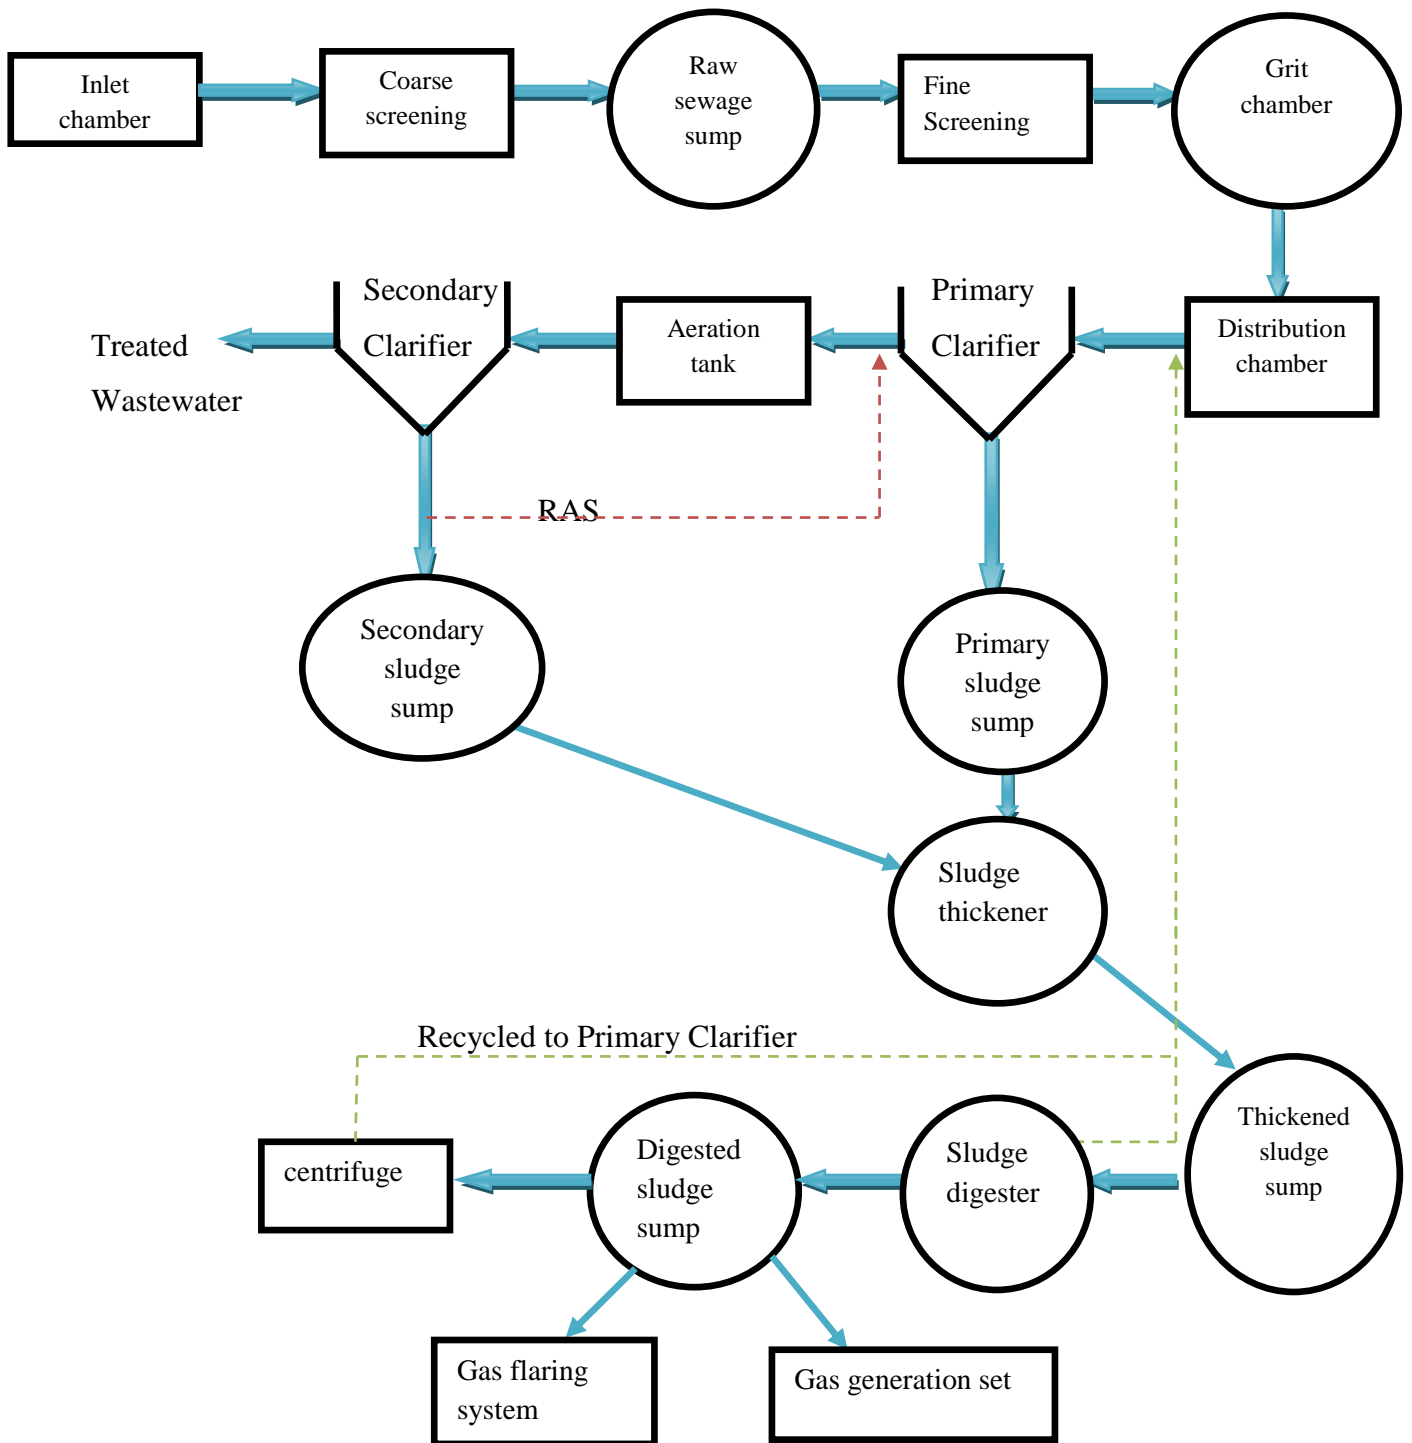 Inlet
chamber
Coarse
screening
Raw
sewage
sump
Fine
Screening
Grit
chamber
Treated
Wastewater
Secondary
Clarifier
Aeration
tank
Primary
Clarifier
Distribution
chamber
RAS
Secondary
sludge
sump
Primary
sludge
sump
Sludge
thickener
Recycled to Primary Clarifier
centrifuge
Digested
sludge
sump
Sludge
digester
Thickened
sludge
sump
Gas flaring
system
Gas generation set